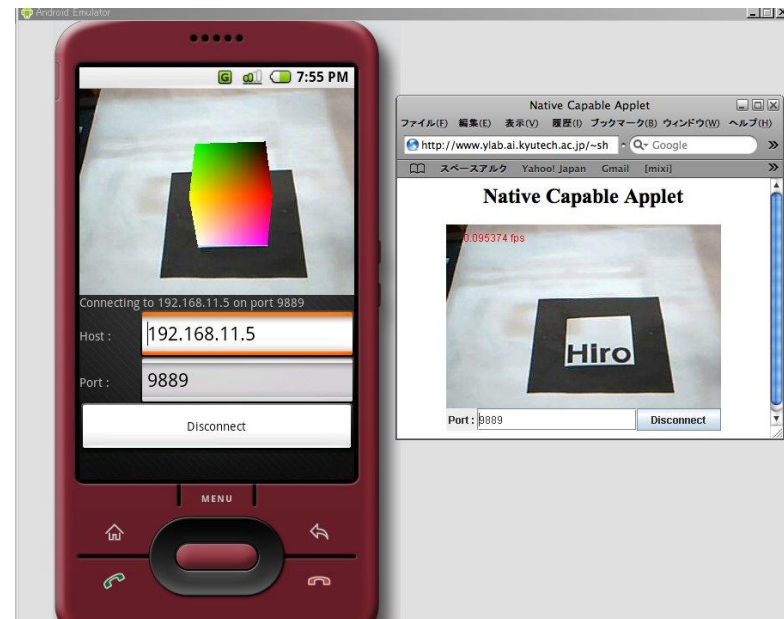 Android Emulator
G
7:55 PM
Connecting to 192.168.11.5 on port 9889
Host :
192.168.11.5
Port :
9889
Disconnect
MENU
Native Capable Applet
ファイル(F) 編集(E) 表示(V) 履歴(I) ブックマーク(B) ウィンドウ(W) ヘルプ(H)
http://www.ylab.ai.kyutech.ac.jp/~sh
Q Google
スペースアルク Yahoo! Japan Gmail [mixi]
Native Capable Applet
0.095374 fps
Hiro
Port : 9889 Disconnect